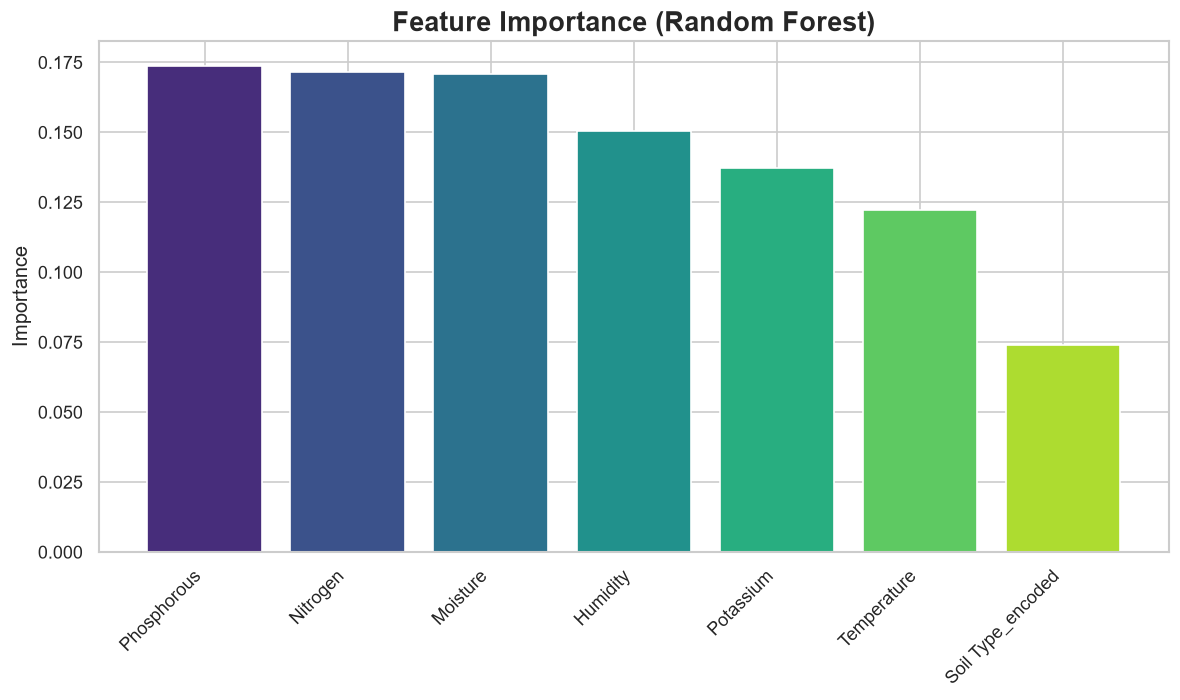 Feature Importance (Random Forest)
Importance
0.175
0.150
0.125
0.100
0.075
0.050
0.025
0.000
Phosphorous
Nitrogen
Moisture
Humidity
Potassium
Temperature
Soil Type_encoded